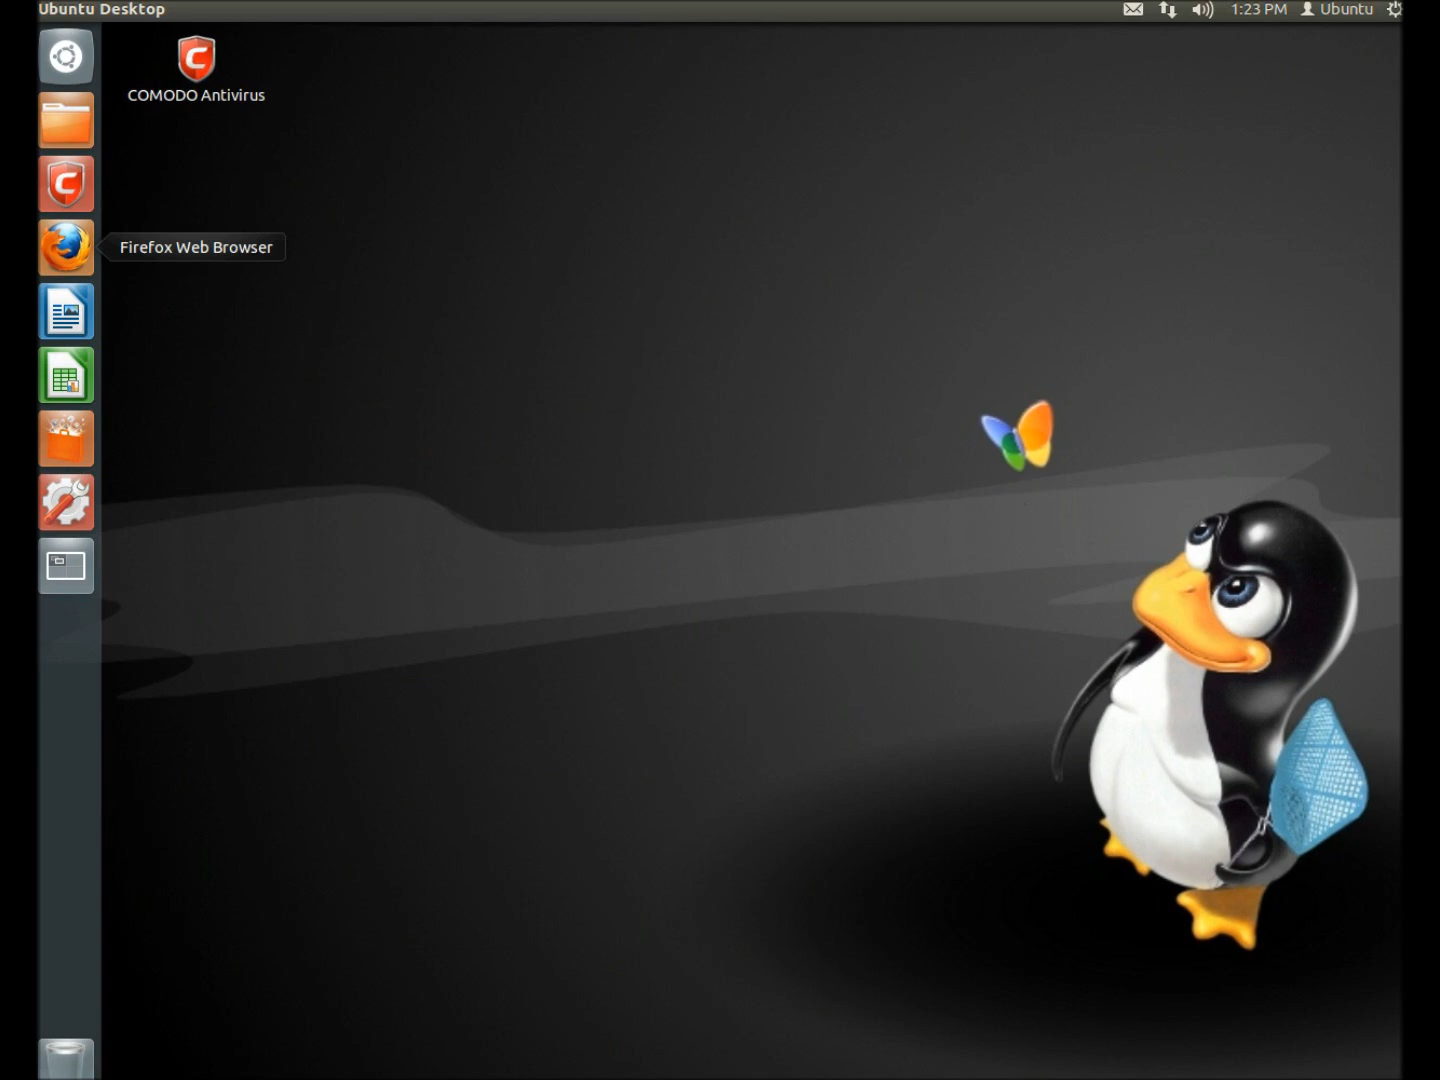 Ubuntu Desktop
1:23 PM
Ubuntu
COMODO Antivirus
Firefox Web Browser